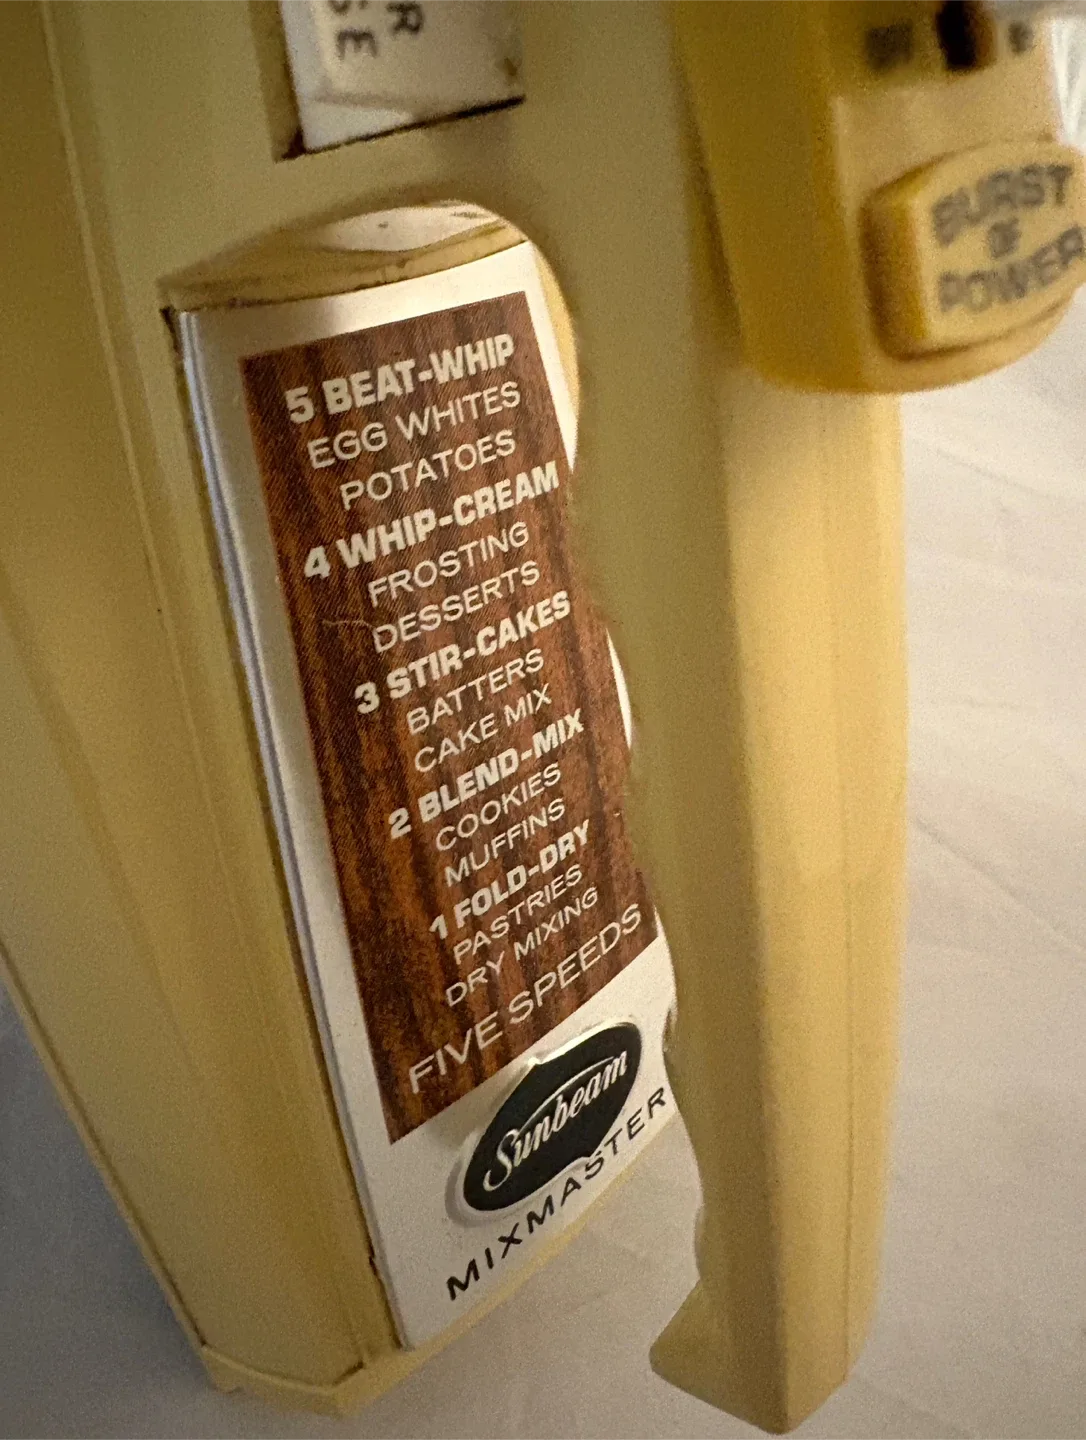 5 BEAT-WHIP
EGG WHITES
POTATOES
4 WHIP-CREAM
FROSTING
DESSERTS
3 STIR-CAKES
BATTERS
CAKE MIX
2 BLEND-MIX
COOKIES
MUFFINS
1 FOLD-DRY
PASTRIES
DRY MIXING
FIVE SPEEDS
Sunbeam
MIXMASTER
BURST
OF
POWER